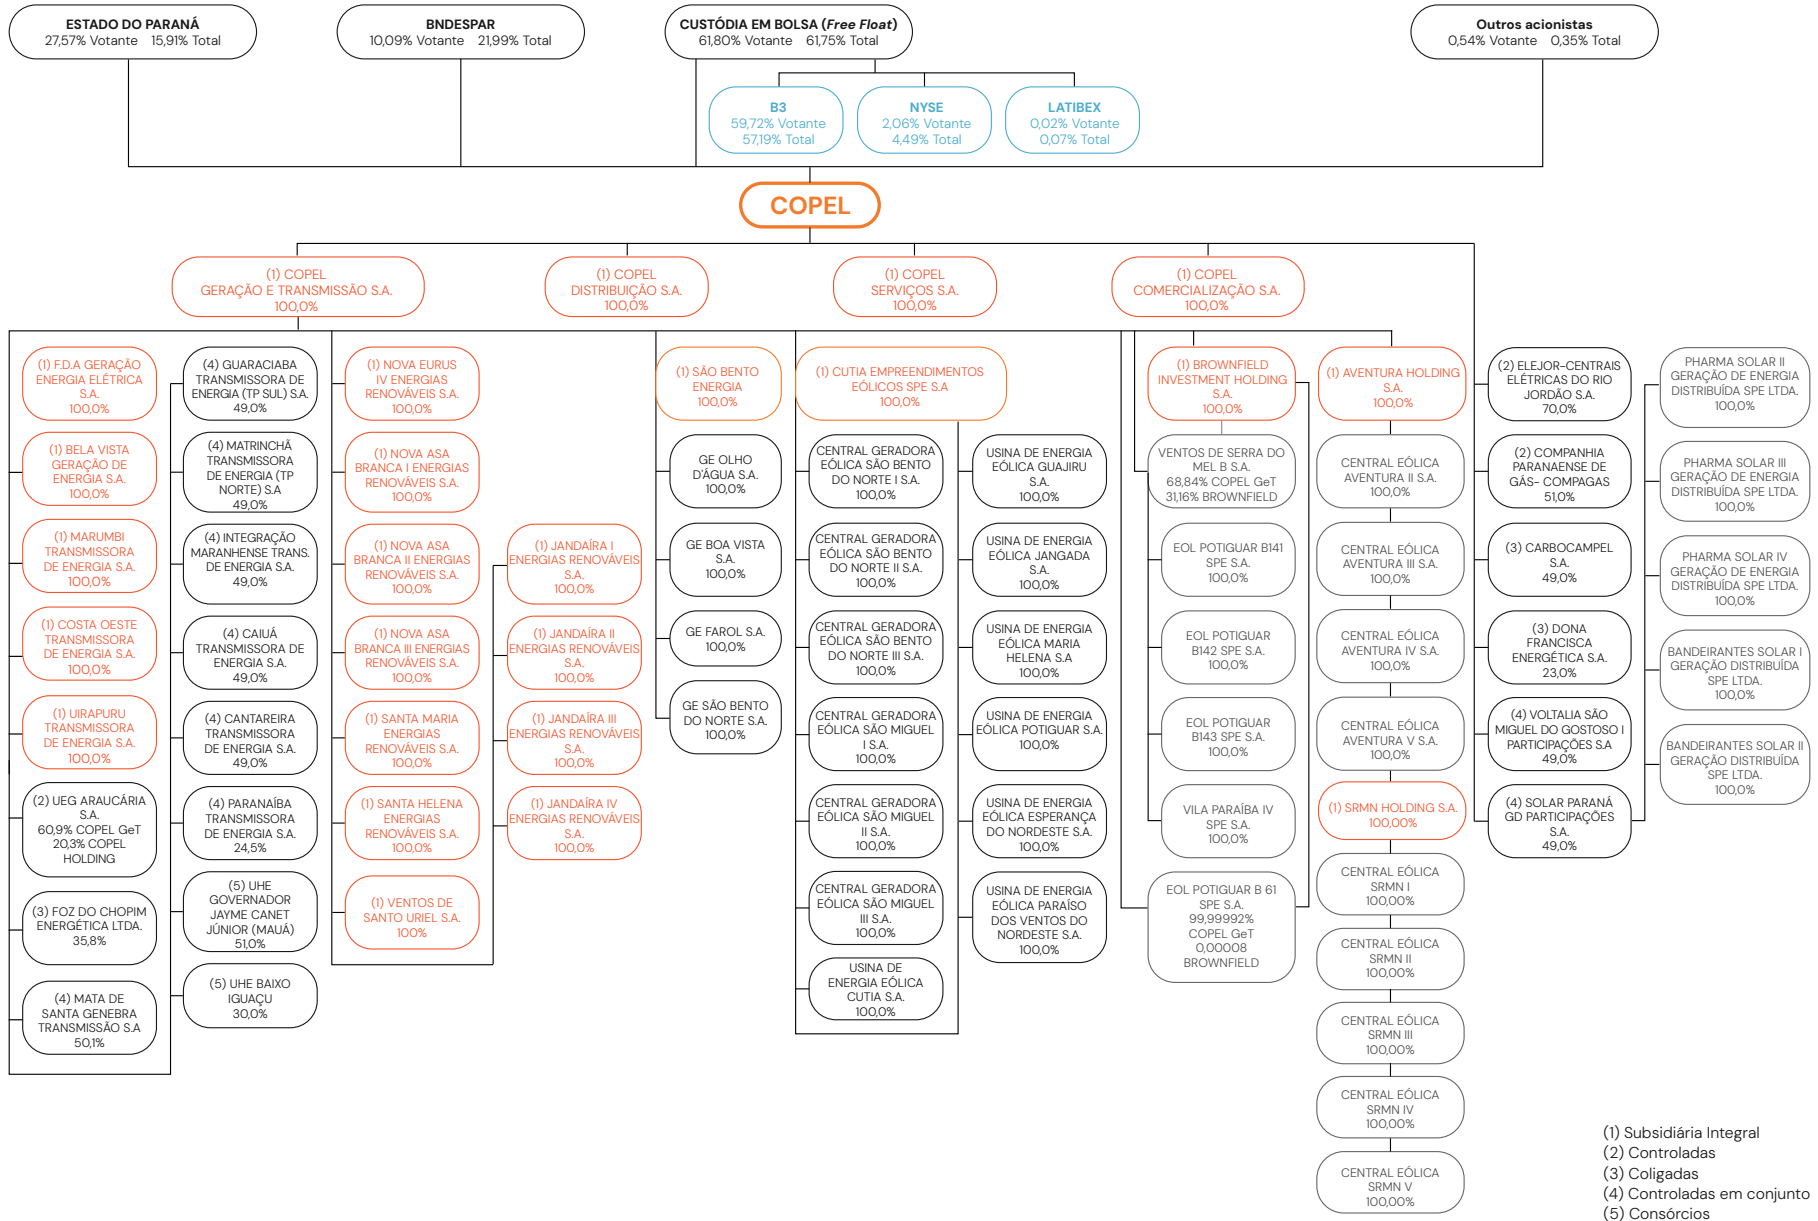 ESTADO DO PARANÁ
27,57% Votante 15,91% Total
BNDESPAR
10,09% Votante 21,99% Total
CUSTÓDIA EM BOLSA (Free Float)
61,80% Votante 61,75% Total
Outros acionistas
0,54% Votante 0,35% Total
B3
59,72% Votante
57,19% Total
NYSE
2,06% Votante
4,49% Total
LATIBEX
0,02% Votante
0,07% Total
COPEL
(1) COPEL
GERAÇÃO E TRANSMISSÃO S.A.
100,0%
(1) COPEL
DISTRIBUIÇÃO S.A.
100,0%
(1) COPEL
SERVIÇOS S.A.
100,0%
(1) COPEL
COMERCIALIZAÇÃO S.A.
100,0%
(1) F.D.A GERAÇÃO
ENERGIA ELÉTRICA
S.A.
100,0%
(1) BELA VISTA
GERAÇÃO DE
ENERGIA S.A.
100,0%
(1) MARUMBI
TRANSMISSORA
DE ENERGIA S.A.
100,0%
(1) COSTA OESTE
TRANSMISSORA
DE ENERGIA S.A.
100,0%
(1) UIRAPURU
TRANSMISSORA
DE ENERGIA S.A.
100,0%
(2) UEG ARAUCÁRIA
S.A.
60,9% COPEL GeT
20,3% COPEL
HOLDING
(3) FOZ DO CHOPIM
ENERGÉTICA LTDA.
35,8%
(4) MATA DE
SANTA GENEBRA
TRANSMISSÃO S.A
50,1%
(4) GUARACIABA
TRANSMISSORA DE
ENERGIA (TP SUL) S.A.
49,0%
(4) MATRINCHÃ
TRANSMISSORA
DE ENERGIA (TP
NORTE) S.A
49,0%
(4) INTEGRAÇÃO
MARANHENSE TRANS.
DE ENERGIA S.A.
49,0%
(4) CAIUÁ
TRANSMISSORA DE
ENERGIA S.A.
49,0%
(4) CANTAREIRA
TRANSMISSORA
DE ENERGIA S.A.
49,0%
(4) PARANAÍBA
TRANSMISSORA
DE ENERGIA S.A.
24,5%
(5) UHE
GOVERNADOR
JAYME CANET
JÚNIOR (MAUÁ)
51,0%
(5) UHE BAIXO
IGUAÇU
30,0%
(1) NOVA EURUS
IV ENERGIAS
RENOVÁVEIS S.A.
100,0%
(1) NOVA ASA
BRANCA I ENERGIAS
RENOVÁVEIS S.A.
100,0%
(1) NOVA ASA
BRANCA II ENERGIAS
RENOVÁVEIS S.A.
100,0%
(1) NOVA ASA
BRANCA III ENERGIAS
RENOVÁVEIS S.A.
100,0%
(1) SANTA MARIA
ENERGIAS
RENOVÁVEIS S.A.
100,0%
(1) SANTA HELENA
ENERGIAS
RENOVÁVEIS S.A.
100,0%
(1) VENTOS DE
SANTO URIEL S.A.
100%
(1) JANDAÍRA I
ENERGIAS RENOVÁVEIS
S.A.
100,0%
(1) JANDAÍRA II
ENERGIAS RENOVÁVEIS
S.A.
100,0%
(1) JANDAÍRA III
ENERGIAS RENOVÁVEIS
S.A.
100,0%
(1) JANDAÍRA IV
ENERGIAS RENOVÁVEIS
S.A.
100,0%
(1) SÃO BENTO
ENERGIA
100,0%
GE OLHO
D'ÁGUA S.A.
100,0%
GE BOA VISTA
S.A.
100,0%
GE FAROL S.A.
100,0%
GE SÃO BENTO
DO NORTE S.A.
100,0%
(1) CUTIA EMPREENDIMENTOS
EÓLICOS SPE S.A
100,0%
CENTRAL GERADORA
EÓLICA SÃO BENTO
DO NORTE I S.A.
100,0%
CENTRAL GERADORA
EÓLICA SÃO BENTO
DO NORTE II S.A.
100,0%
CENTRAL GERADORA
EÓLICA SÃO BENTO
DO NORTE III S.A.
100,0%
CENTRAL GERADORA
EÓLICA SÃO MIGUEL
I S.A.
100,0%
CENTRAL GERADORA
EÓLICA SÃO MIGUEL
II S.A.
100,0%
CENTRAL GERADORA
EÓLICA SÃO MIGUEL
III S.A.
100,0%
USINA DE
ENERGIA EÓLICA
CUTIA S.A.
100,0%
USINA DE ENERGIA
EÓLICA GUAJIRU
S.A.
100,0%
USINA DE ENERGIA
EÓLICA JANGADA
S.A.
100,0%
USINA DE ENERGIA
EÓLICA MARIA
HELENA S.A
100,0%
USINA DE ENERGIA
EÓLICA POTIGUAR S.A.
100,0%
USINA DE ENERGIA
EÓLICA ESPERANÇA
DO NORDESTE S.A.
100,0%
USINA DE ENERGIA
EÓLICA PARAÍSO
DOS VENTOS DO
NORDESTE S.A.
100,0%
(1) BROWNFIELD
INVESTMENT HOLDING
S.A.
100,0%
VENTOS DE SERRA DO
MEL B S.A.
68,84% COPEL GeT
31,16% BROWNFIELD
EOL POTIGUAR B141
SPE S.A.
100,0%
EOL POTIGUAR
B142 SPE S.A.
100,0%
EOL POTIGUAR
B143 SPE S.A.
100,0%
VILA PARAÍBA IV
SPE S.A.
100,0%
EOL POTIGUAR B 61
SPE S.A.
99,99992%
COPEL GeT
0,00008
BROWNFIELD
(1) AVENTURA HOLDING
S.A.
100,0%
CENTRAL EÓLICA
AVENTURA II S.A.
100,0%
CENTRAL EÓLICA
AVENTURA III S.A.
100,0%
CENTRAL EÓLICA
AVENTURA IV S.A.
100,0%
CENTRAL EÓLICA
AVENTURA V S.A.
100,0%
(1) SRMN HOLDING S.A.
100,00%
CENTRAL EÓLICA
SRMN I
100,00%
CENTRAL EÓLICA
SRMN II
100,00%
CENTRAL EÓLICA
SRMN III
100,00%
CENTRAL EÓLICA
SRMN IV
100,00%
CENTRAL EÓLICA
SRMN V
100,00%
(2) ELEJOR-CENTRAIS
ELÉTRICAS DO RIO
JORDÃO S.A.
70,0%
(2) COMPANHIA
PARANAENSE DE
GÁS- COMPAGAS
51,0%
(3) CARBOCAMPEL
S.A.
49,0%
(3) DONA
FRANCISCA
ENERGÉTICA S.A.
23,0%
(4) VOLTALIA SÃO
MIGUEL DO GOSTOSO I
PARTICIPAÇÕES S.A
49,0%
(4) SOLAR PARANÁ
GD PARTICIPAÇÕES
S.A.
49,0%
PHARMA SOLAR II
GERAÇÃO DE ENERGIA
DISTRIBUÍDA SPE LTDA.
100,0%
PHARMA SOLAR III
GERAÇÃO DE ENERGIA
DISTRIBUÍDA SPE LTDA.
100,0%
PHARMA SOLAR IV
GERAÇÃO DE ENERGIA
DISTRIBUÍDA SPE LTDA.
100,0%
BANDEIRANTES SOLAR I
GERAÇÃO DISTRIBUÍDA
SPE LTDA.
100,0%
BANDEIRANTES SOLAR II
GERAÇÃO DISTRIBUÍDA
SPE LTDA.
100,0%
(1) Subsidiária Integral
(2) Controladas
(3) Coligadas
(4) Controladas em conjunto
(5) Consórcios